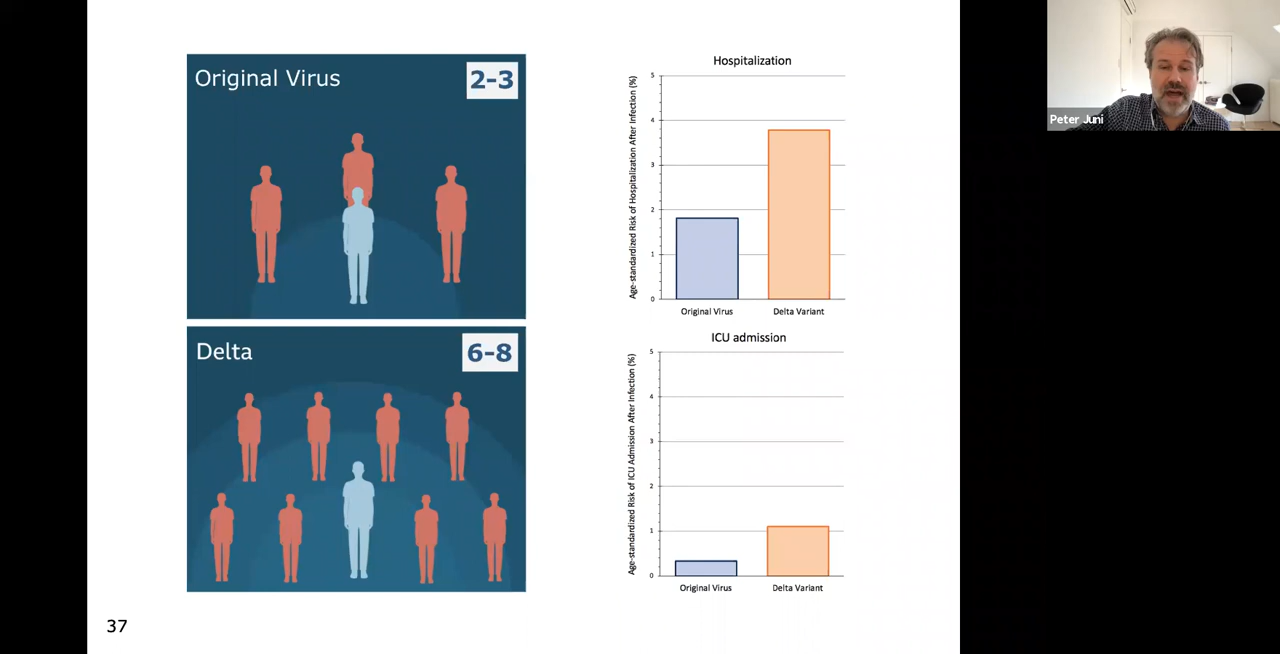 Original Virus
2-3
Delta
6-8
37
Hospitalization
Age-standardized Risk of Hospitalization After Infection (%)
5
4
3
2
1
0
Original Virus
Delta Variant
ICU admission
Age-standardized Risk of ICU Admission After Infection (%)
5
4
3
2
1
0
Original Virus
Delta Variant
Peter Juni